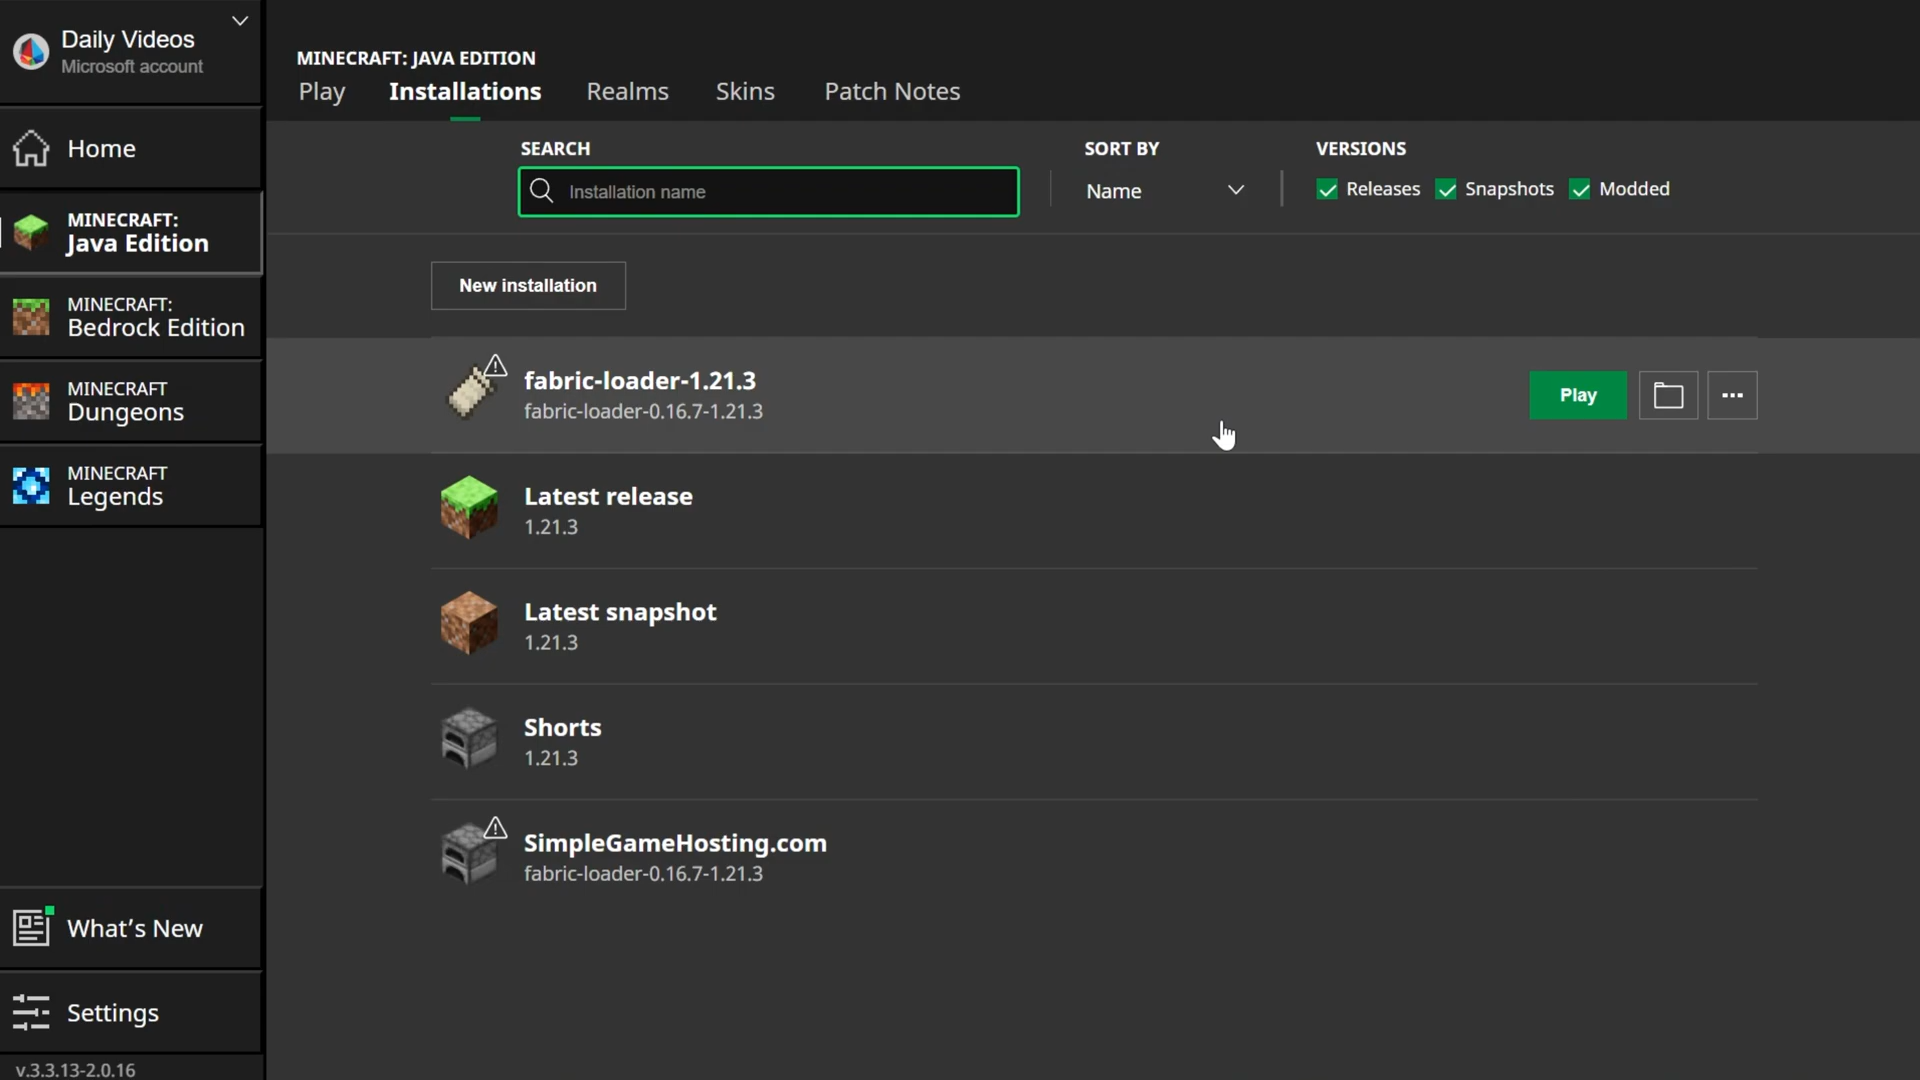 Daily Videos
Microsoft account
Home
MINECRAFT:
Java Edition
MINECRAFT:
Bedrock Edition
MINECRAFT
Dungeons
MINECRAFT
Legends
What's New
Settings
v.3.3.13-2.0.16
MINECRAFT: JAVA EDITION
Play Installations Realms Skins Patch Notes
SEARCH SORT BY VERSIONS
Installation name Name Releases Snapshots Modded
New installation
fabric-loader-1.21.3
fabric-loader-0.16.7-1.21.3
Play
Latest release
1.21.3
Latest snapshot
1.21.3
Shorts
1.21.3
SimpleGameHosting.com
fabric-loader-0.16.7-1.21.3